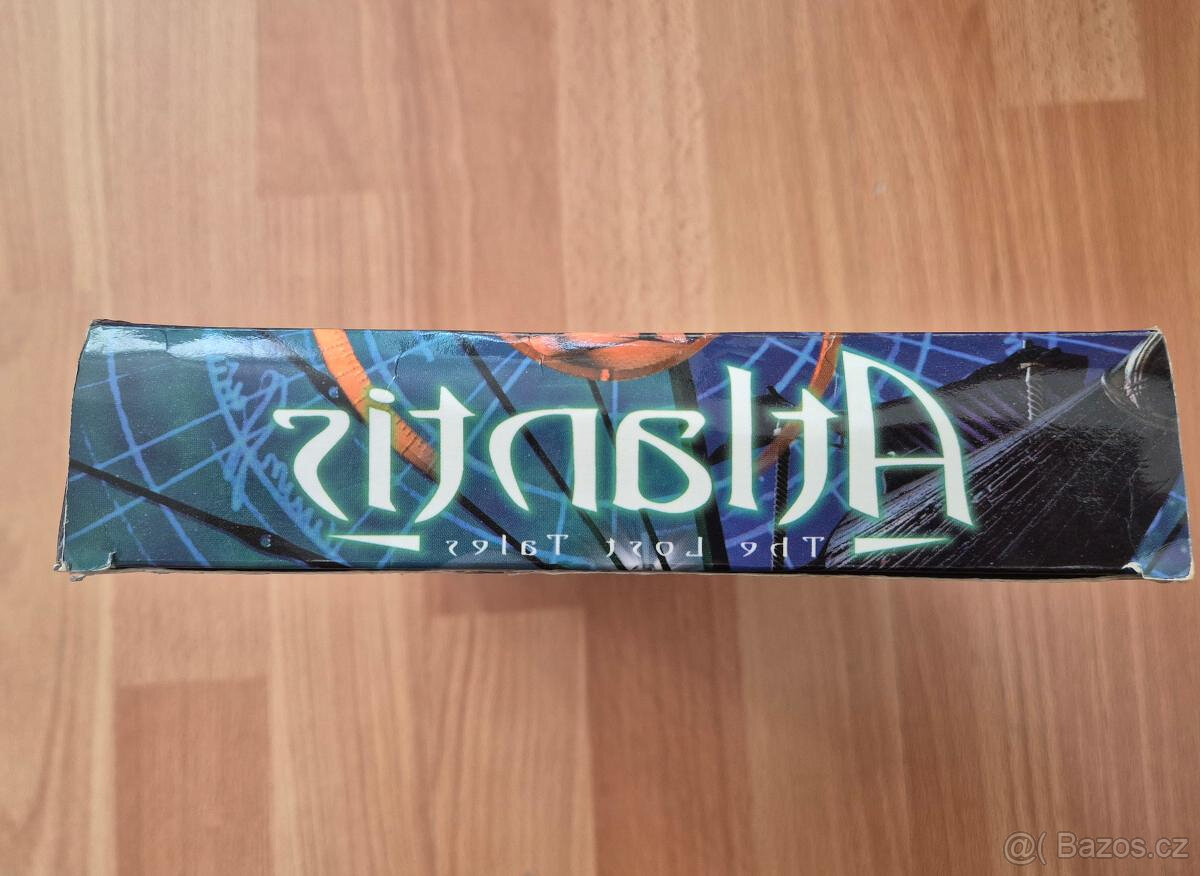 Atlantis
The Lost Tales
@( Bazos.cz